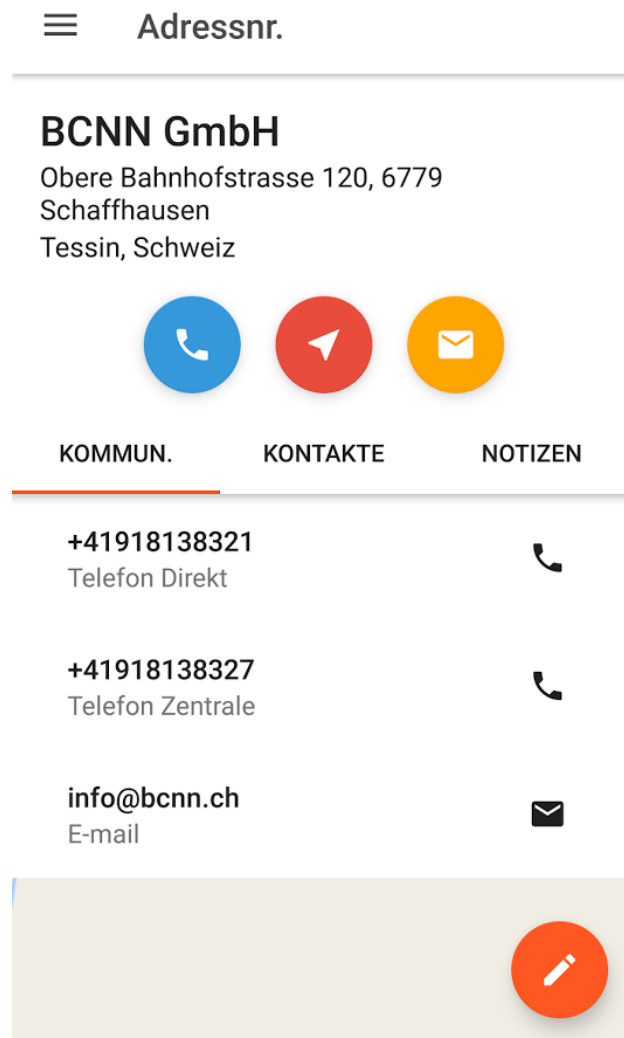 Adressnr.
BCNN GmbH
Obere Bahnhofstrasse 120, 6779
Schaffhausen
Tessin, Schweiz
KOMMUN. KONTAKTE NOTIZEN
+41918138321
Telefon Direkt
+41918138327
Telefon Zentrale
info@bcnn.ch
E-mail